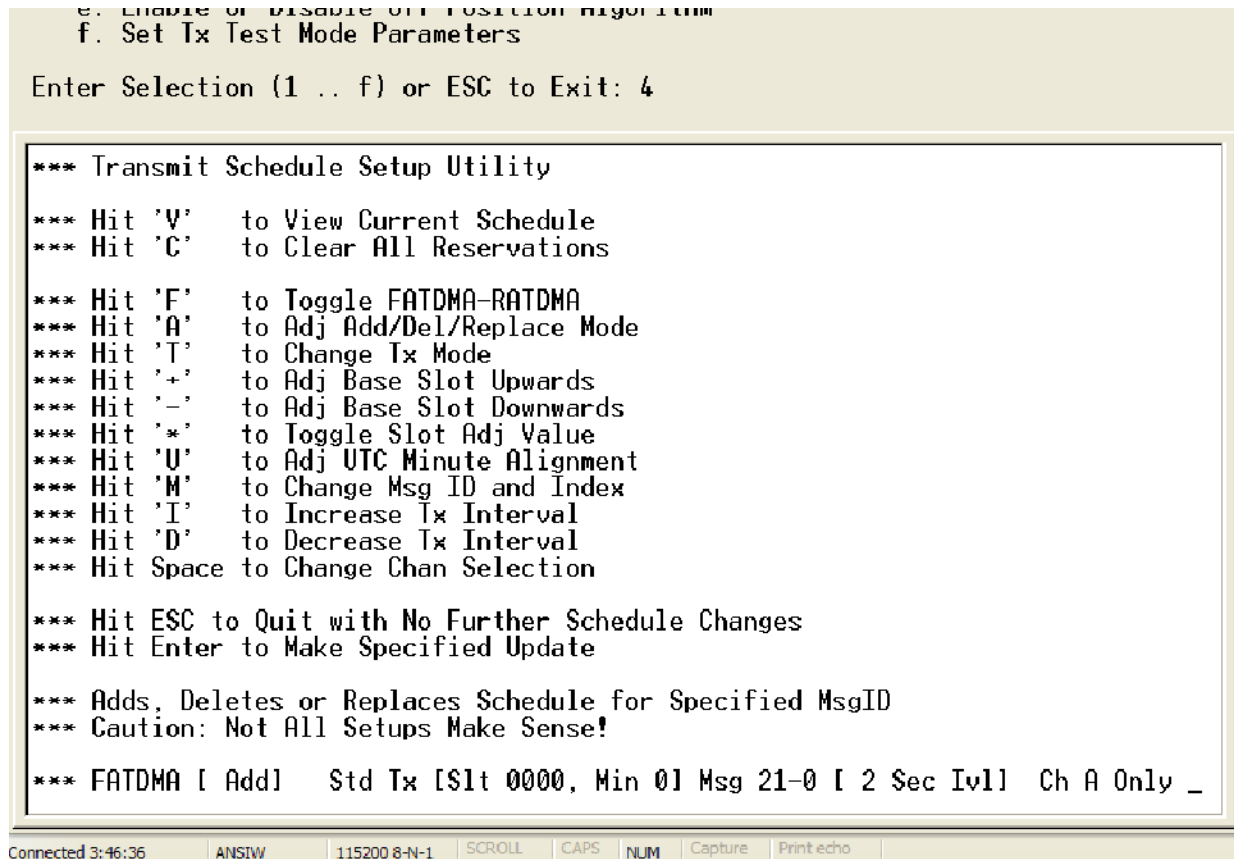 e. Enable or Disable Off Position Algorithm
f. Set Tx Test Mode Parameters
Enter Selection (1 .. f) or ESC to Exit: 4
*** Transmit Schedule Setup Utility
*** Hit 'V' to View Current Schedule
*** Hit 'C' to Clear All Reservations
*** Hit 'F' to Toggle FATDMA-RATDMA
*** Hit 'A' to Adj Add/Del/Replace Mode
*** Hit 'T' to Change Tx Mode
*** Hit '+' to Adj Base Slot Upwards
*** Hit '-' to Adj Base Slot Downwards
*** Hit '*' to Toggle Slot Adj Value
*** Hit 'U' to Adj UTC Minute Alignment
*** Hit 'M' to Change Msg ID and Index
*** Hit 'I' to Increase Tx Interval
*** Hit 'D' to Decrease Tx Interval
*** Hit Space to Change Chan Selection
*** Hit ESC to Quit with No Further Schedule Changes
*** Hit Enter to Make Specified Update
*** Adds, Deletes or Replaces Schedule for Specified MsgID
*** Caution: Not All Setups Make Sense!
*** FATDMA [ Add] Std Tx [Slt 0000, Min 0] Msg 21-0 [ 2 Sec Ivl] Ch A Only _
Connected 3:46:36 ANSIW 115200 8-N-1 SCROLL CAPS NUM Capture Print echo